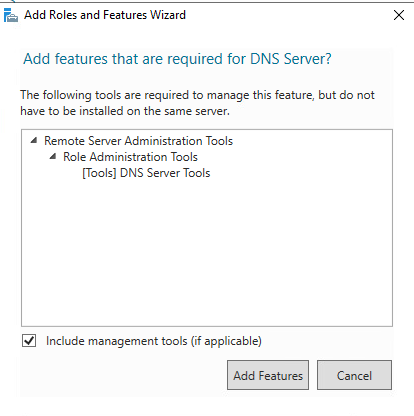 Add Roles and Features Wizard
Add features that are required for DNS Server?
The following tools are required to manage this feature, but do not
have to be installed on the same server.
Remote Server Administration Tools
Role Administration Tools
[Tools] DNS Server Tools
Include management tools (if applicable)
Add Features
Cancel